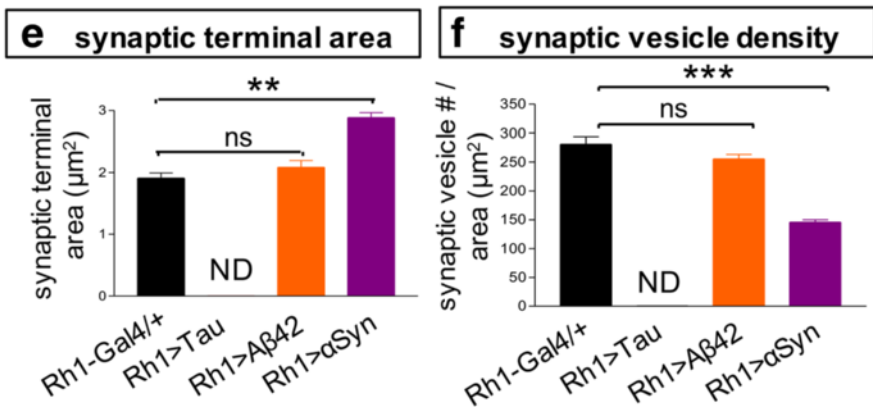 e synaptic terminal area
**
ns
synaptic terminal
area (μm²)
3
2
1
0
ND
Rh1-Gal4/+
Rh1>Tau
Rh1>Aβ42
Rh1>αSyn
f synaptic vesicle density
***
ns
synaptic vesicle # /
area (μm²)
350
300
250
200
150
100
50
0
ND
Rh1-Gal4/+
Rh1>Tau
Rh1>Aβ42
Rh1>αSyn